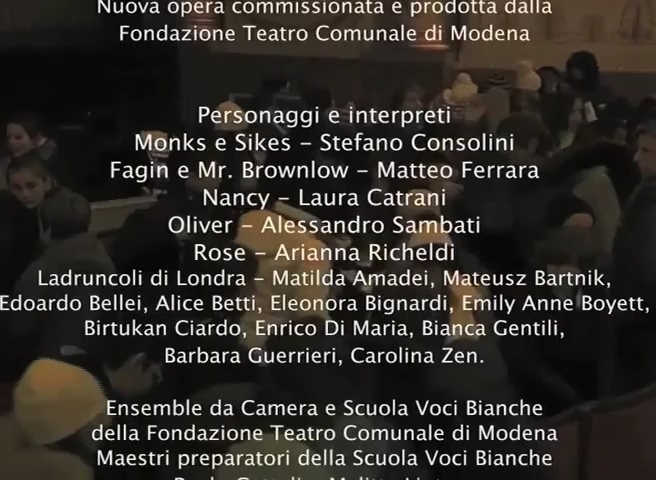 Nuova opera commissionata e prodotta dalla
Fondazione Teatro Comunale di Modena
Personaggi e interpreti
Monks e Sikes – Stefano Consolini
Fagin e Mr. Brownlow – Matteo Ferrara
Nancy – Laura Catrani
Oliver – Alessandro Sambati
Rose – Arianna Richeldi
Ladruncoli di Londra – Matilda Amadei, Mateusz Bartnik,
Edoardo Bellei, Alice Betti, Eleonora Bignardi, Emily Anne Boyett,
Birtukan Ciardo, Enrico Di Maria, Bianca Gentili,
Barbara Guerrieri, Carolina Zen.
Ensemble da Camera e Scuola Voci Bianche
della Fondazione Teatro Comunale di Modena
Maestri preparatori della Scuola Voci Bianche